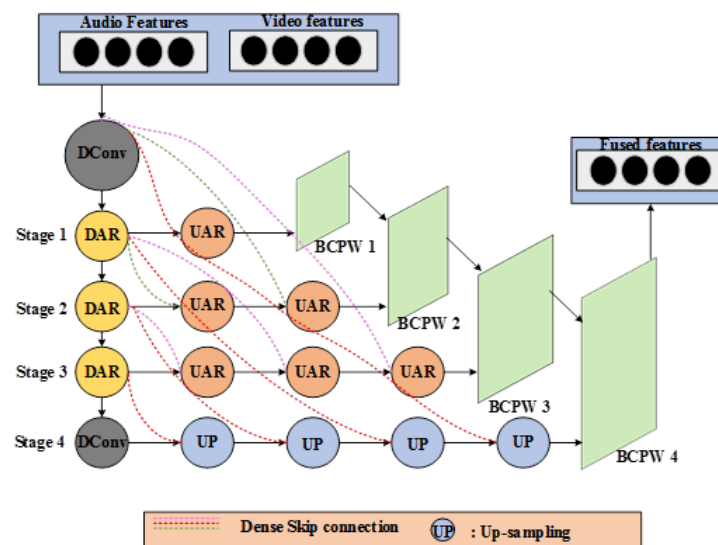 Audio Features Video features
DConv
Fused features
Stage 1 DAR UAR BCPW 1
Stage 2 DAR UAR UAR BCPW 2
Stage 3 DAR UAR UAR UAR BCPW 3
Stage 4 DConv UP UP UP UP BCPW 4
Dense Skip connection UP : Up-sampling